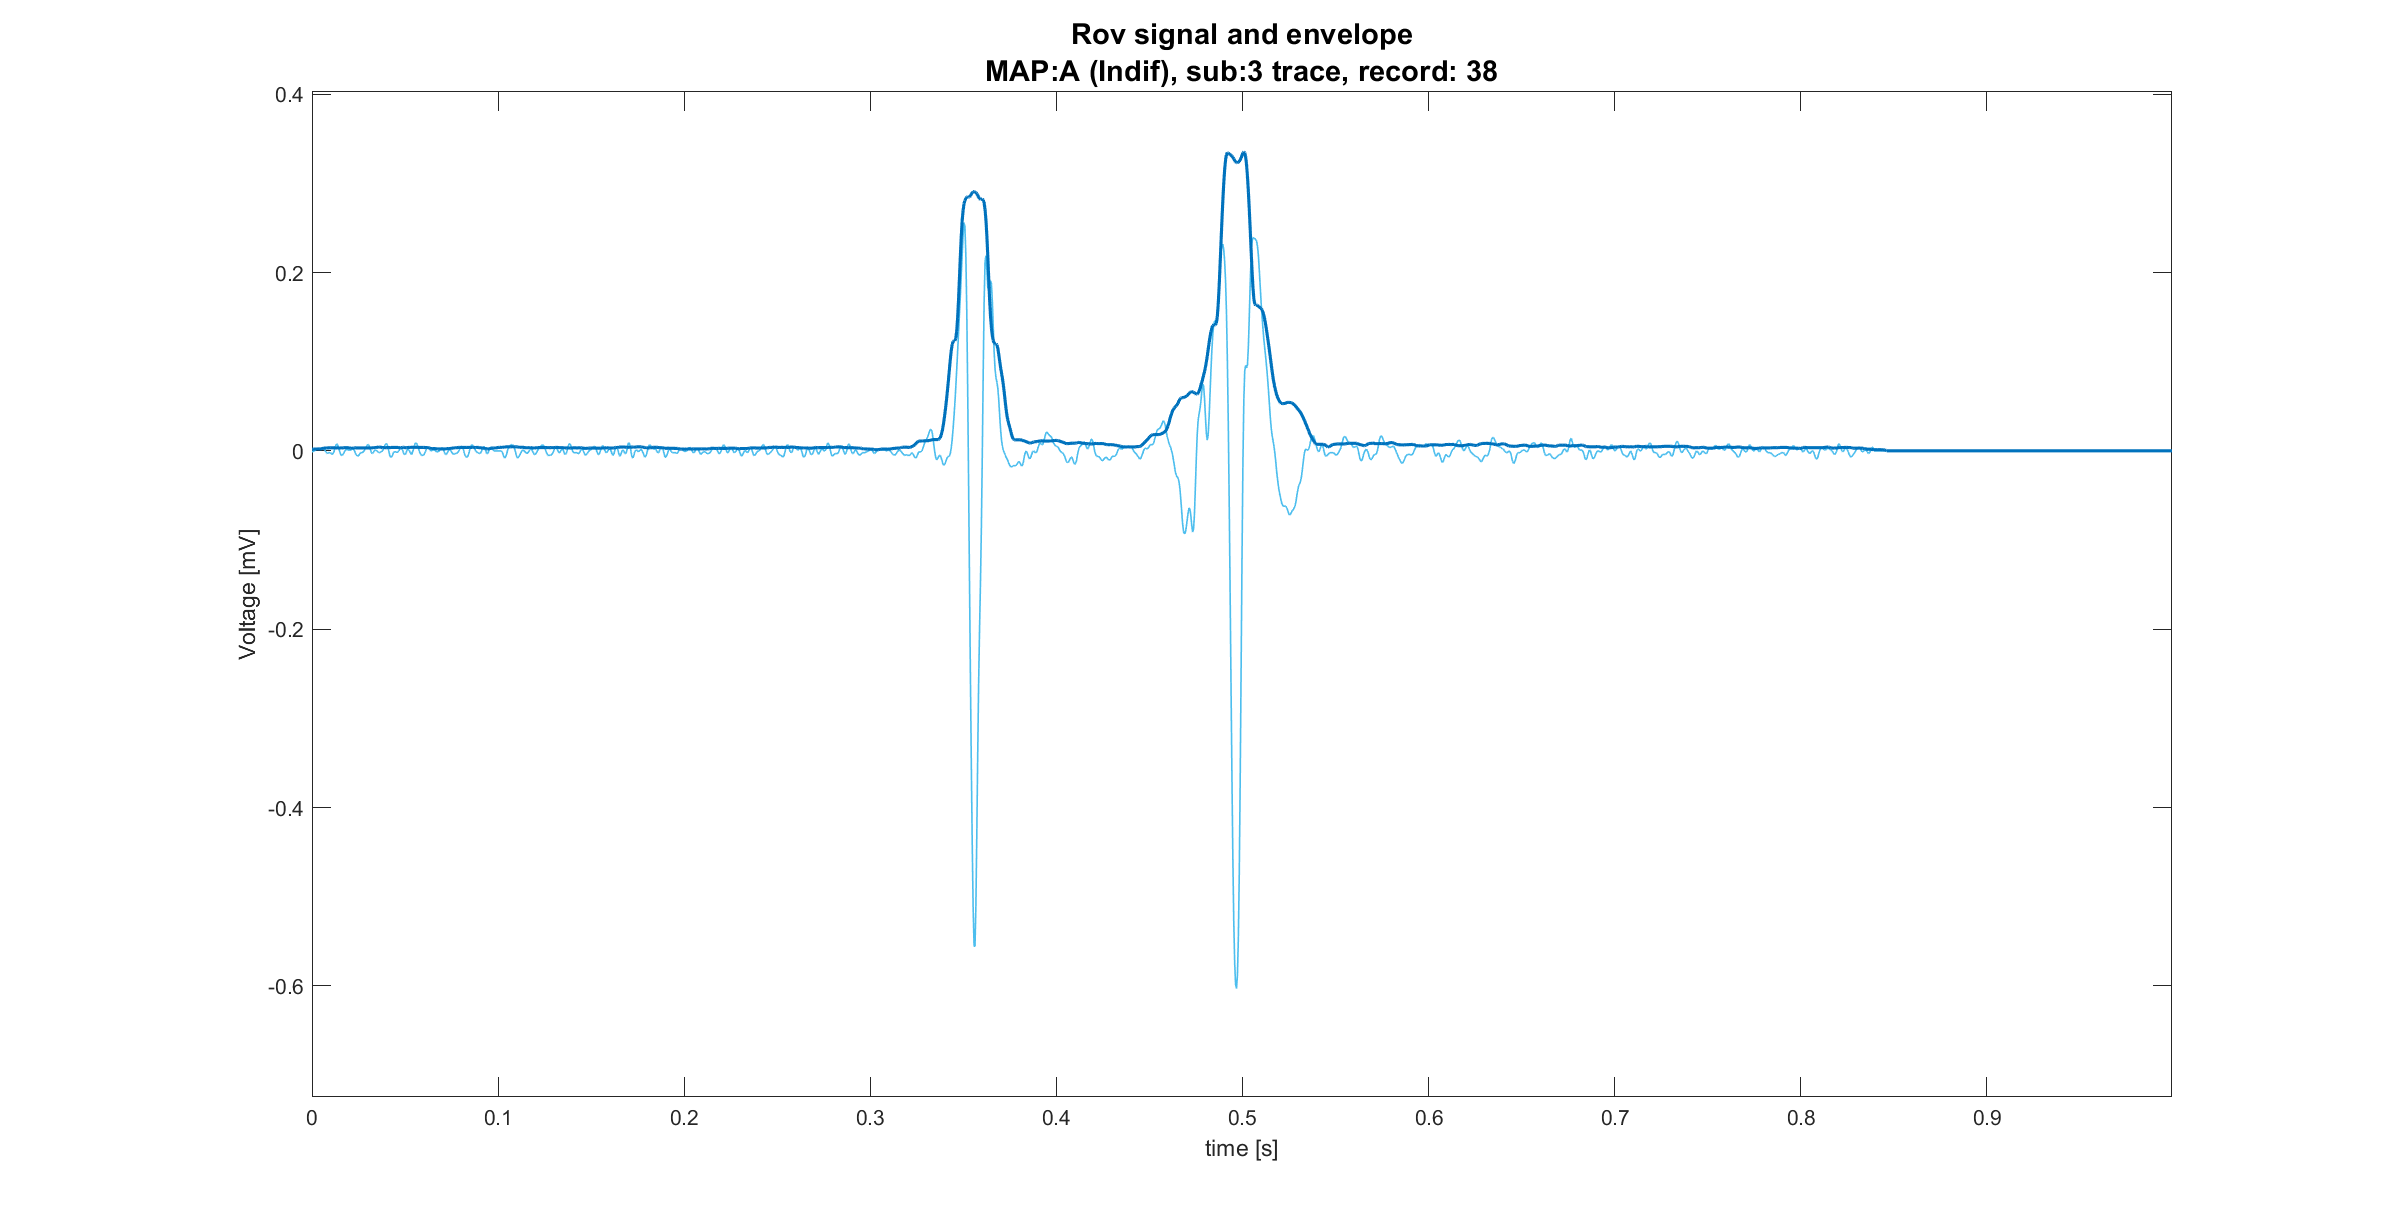 Rov signal and envelope
MAP:A (Indif), sub:3 trace, record: 38
0.4
0.2
0
-0.2
-0.4
-0.6
Voltage [mV]
0 0.1 0.2 0.3 0.4 0.5 0.6 0.7 0.8 0.9
time [s]